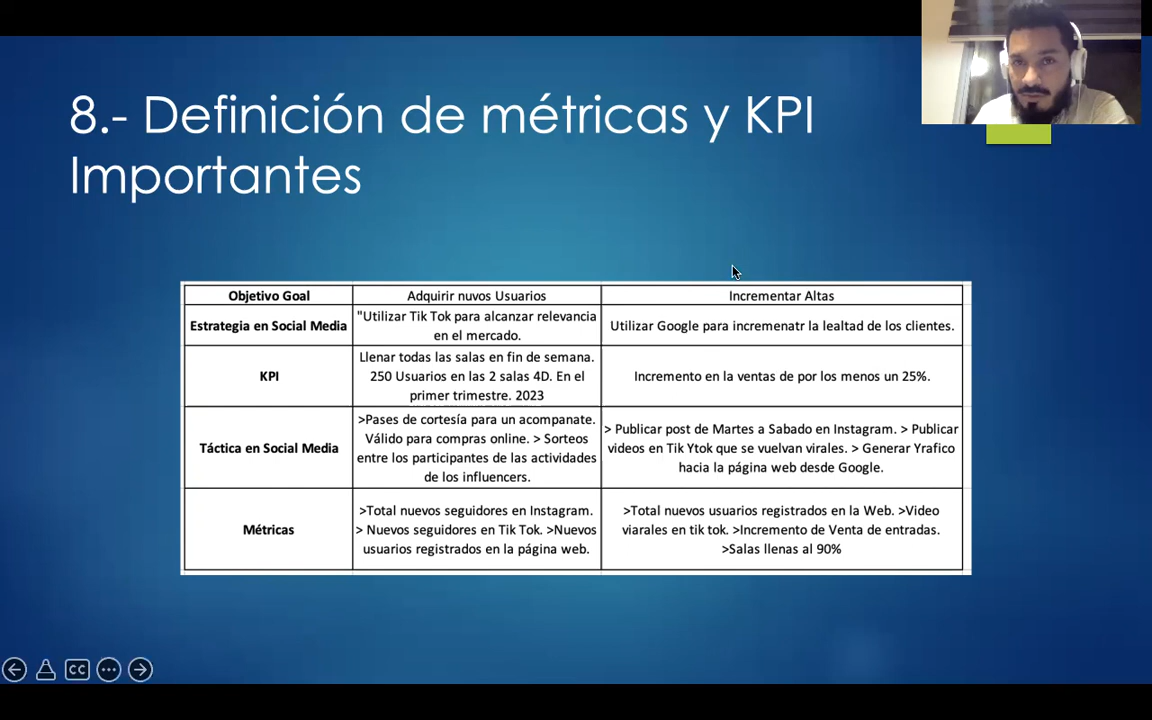 8.- Definición de métricas y KPI
Importantes
Objetivo Goal
Adquirir nuvos Usuarios
Incrementar Altas
Estrategia en Social Media
"Utilizar Tik Tok para alcanzar relevancia
en el mercado.
Utilizar Google para incremenatr la lealtad de los clientes.
KPI
Llenar todas las salas en fin de semana.
250 Usuarios en las 2 salas 4D. En el
primer trimestre. 2023
Incremento en la ventas de por los menos un 25%.
Táctica en Social Media
>Pases de cortesía para un acompanate.
Válido para compras online. > Sorteos
entre los participantes de las actividades
de los influencers.
> Publicar post de Martes a Sabado en Instagram. > Publicar
videos en Tik Ytok que se vuelvan virales. > Generar Yrafico
hacia la página web desde Google.
Métricas
>Total nuevos seguidores en Instagram.
> Nuevos seguidores en Tik Tok. >Nuevos
usuarios registrados en la página web.
>Total nuevos usuarios registrados en la Web. >Video
viarales en tik tok. >Incremento de Venta de entradas.
>Salas llenas al 90%
CC